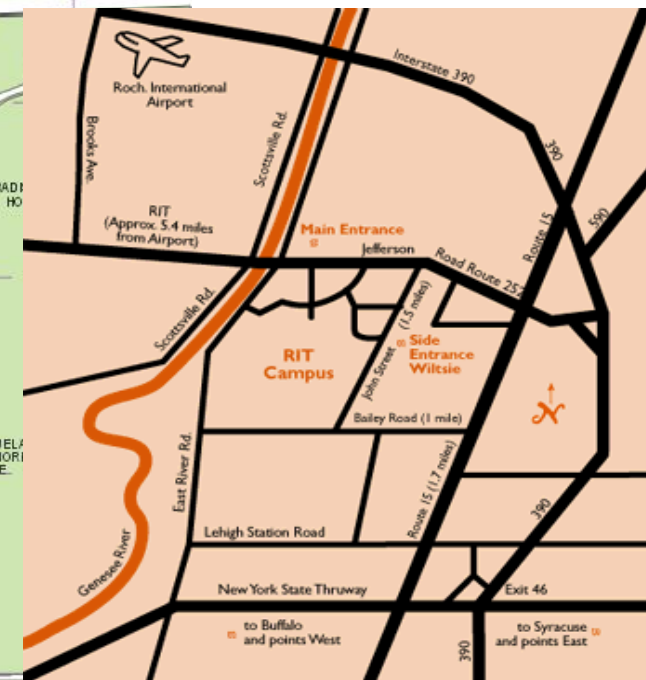 Interstate 390
Roch. International
Airport
Brooks Ave.
Scottsville Rd.
390
590
RIT
(Approx. 5.4 miles
from Airport)
Main Entrance
Jefferson
Road Route 252
Route 15
Scottsville Rd.
(1.5 miles)
John Street
Side
Entrance
Wiltsie
RIT
Campus
N
Bailey Road (1 mile)
East River Rd.
Route 15 (1.7 miles)
390
Lehigh Station Road
Genesee River
New York State Thruway
Exit 46
to Buffalo
and points West
390
to Syracuse
and points East
HO